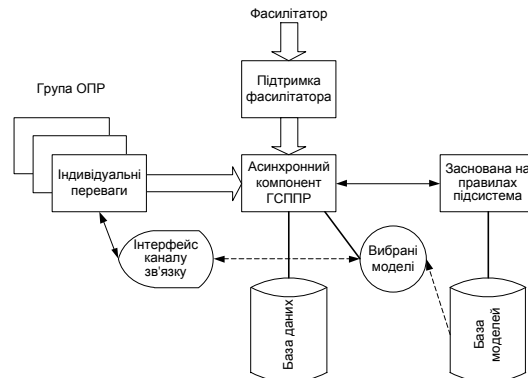 Фасилітатор
Підтримка
фасилітатора
Група ОПР
Індивідуальні
переваги
Асинхронний
компонент
ГСППР
Заснована на
правилах
підсистема
Інтерфейс
каналу
зв'язку
Вибрані
моделі
База даних
База
моделей